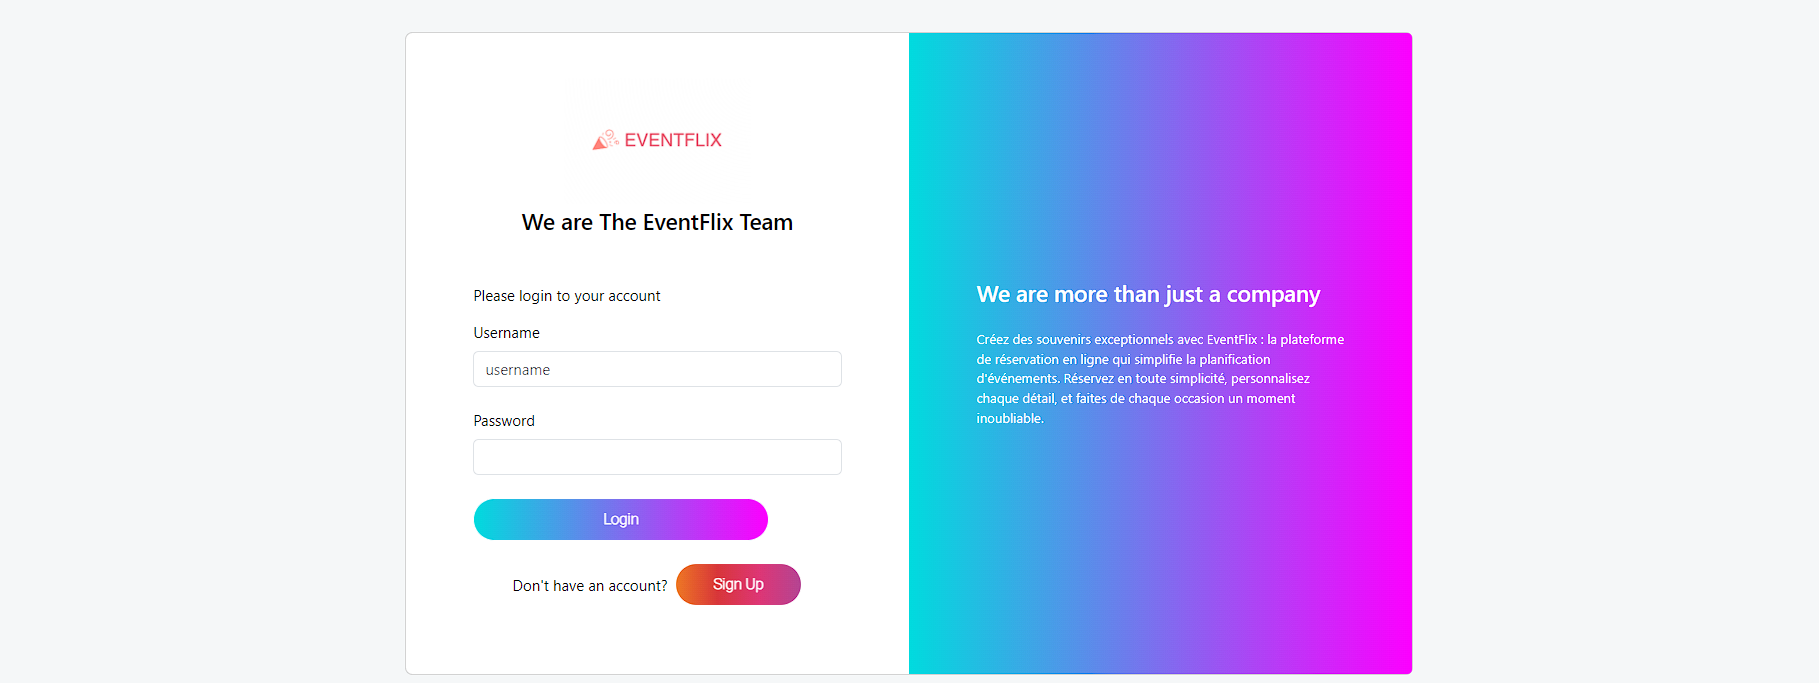 EVENTFLIX
We are The EventFlix Team
Please login to your account
Username
username
Password
Login
Don't have an account?
Sign Up
We are more than just a company
Créez des souvenirs exceptionnels avec EventFlix : la plateforme
de réservation en ligne qui simplifie la planification
d'événements. Réservez en toute simplicité, personnalisez
chaque détail, et faites de chaque occasion un moment
inoubliable.